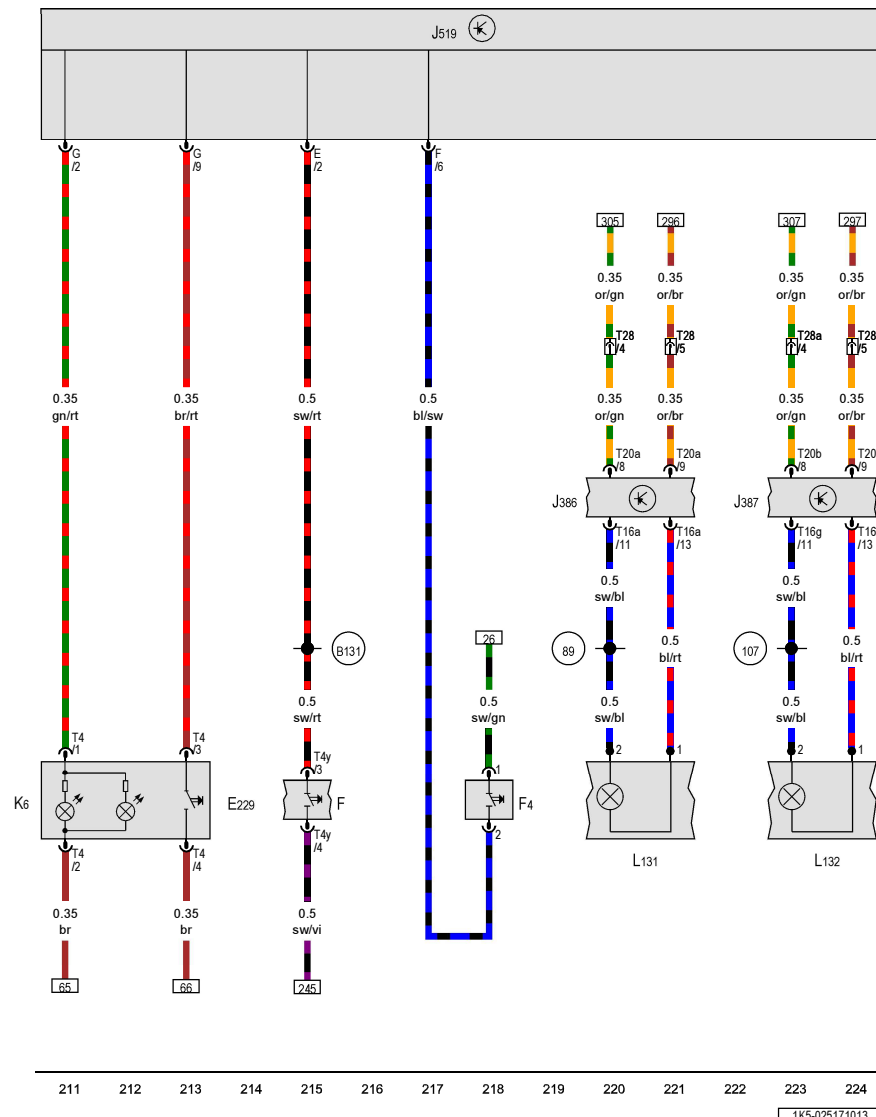 J519
G
/2
G
/9
E
/2
F
/6
305
296
307
297
0.35
or/gn
0.35
or/br
0.35
or/gn
0.35
or/br
T28
/4
T28
/5
T28a
/4
T28
/5
0.35
gn/rt
0.35
br/rt
0.5
sw/rt
0.5
bl/sw
0.35
or/gn
0.35
or/br
0.35
or/gn
0.35
or/br
T20a
/8
T20a
/9
T20b
/8
T20
/9
J386
J387
T16a
/11
T16a
/13
T16g
/11
T16
/13
0.5
sw/bl
0.5
sw/bl
B131
26
89
0.5
bl/rt
107
0.5
bl/rt
0.5
sw/rt
0.5
sw/gn
0.5
sw/bl
0.5
sw/bl
T4
/1
T4
/3
T4y
/3
1
2
1
2
1
K6
E229
F
F4
T4
/2
T4
/4
T4y
/4
2
L131
L132
0.35
br
0.35
br
0.5
sw/vi
65
66
245
211 212 213 214 215 216 217 218 219 220 221 222 223 224
1K5-025171013